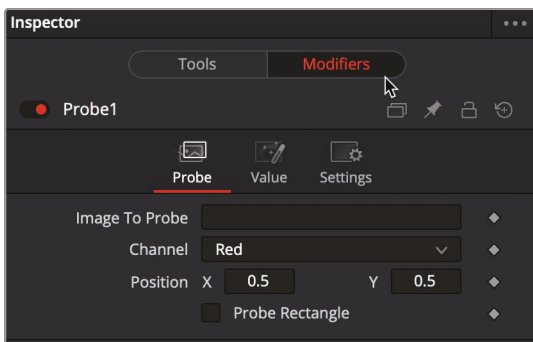 Inspector
Tools Modifiers
Probe1
Probe Value Settings
Image To Probe
Channel Red
Position X 0.5 Y 0.5
Probe Rectangle